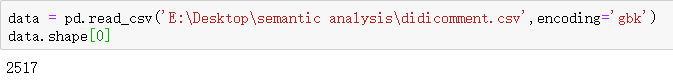 data = pd.read_csv('E:\Desktop\semantic analysis\didicomment.csv',encoding='gbk')
data.shape[0]
2517